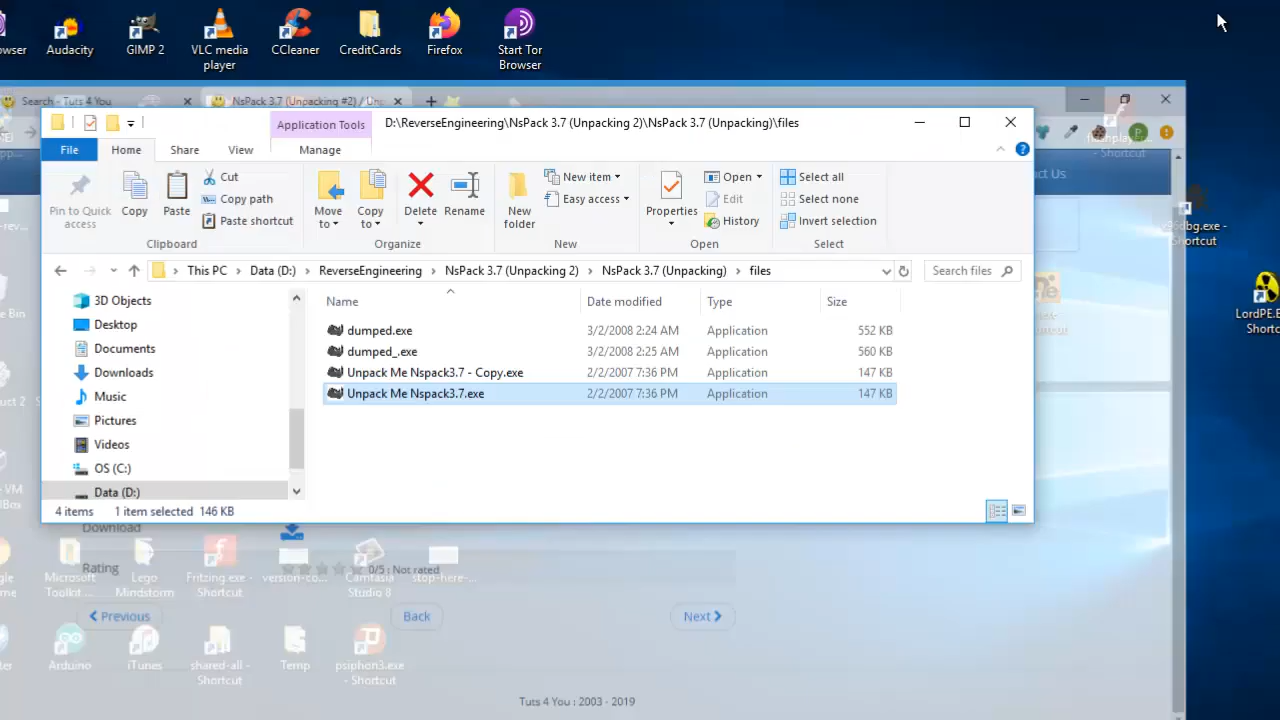 owser
Audacity
GIMP 2
VLC media player
CCleaner
CreditCards
Firefox
Start Tor Browser
Search - Tuts 4 You
NsPack 3.7 (Unpacking #2) / Unp
Application Tools
D:\ReverseEngineering\NsPack 3.7 (Unpacking 2)\NsPack 3.7 (Unpacking)\files
File
Home
Share
View
Manage
Pin to Quick access
Copy
Paste
Cut
Copy path
Paste shortcut
Clipboard
Move to
Copy to
Delete
Rename
Organize
New folder
New item
Easy access
New
Properties
Open
Edit
History
Open
Select all
Select none
Invert selection
Select
This PC
Data (D:)
ReverseEngineering
NsPack 3.7 (Unpacking 2)
NsPack 3.7 (Unpacking)
files
Search files
3D Objects
Desktop
Documents
Downloads
Music
Pictures
Videos
OS (C:)
Data (D:)
Name
Date modified
Type
Size
dumped.exe 3/2/2008 2:24 AM Application 552 KB
dumped_.exe 3/2/2008 2:25 AM Application 560 KB
Unpack Me Nspack3.7 - Copy.exe 2/2/2007 7:36 PM Application 147 KB
Unpack Me Nspack3.7.exe 2/2/2007 7:36 PM Application 147 KB
4 items 1 item selected 146 KB
- Shortcut
ct Us
dbg.exe - Shortcut
LordPE.E
Shortc
Download
Rating
0/5 : Not rated
Microsoft Toolkit...
Lego Mindstorm
Fritzing.exe - Shortcut
version-co...
Camtasia Studio 8
stop-here-...
Previous
Back
Next
Arduino
iTunes
shared-all - Shortcut
Temp
psiphon3.exe - Shortcut
Tuts 4 You : 2003 - 2019